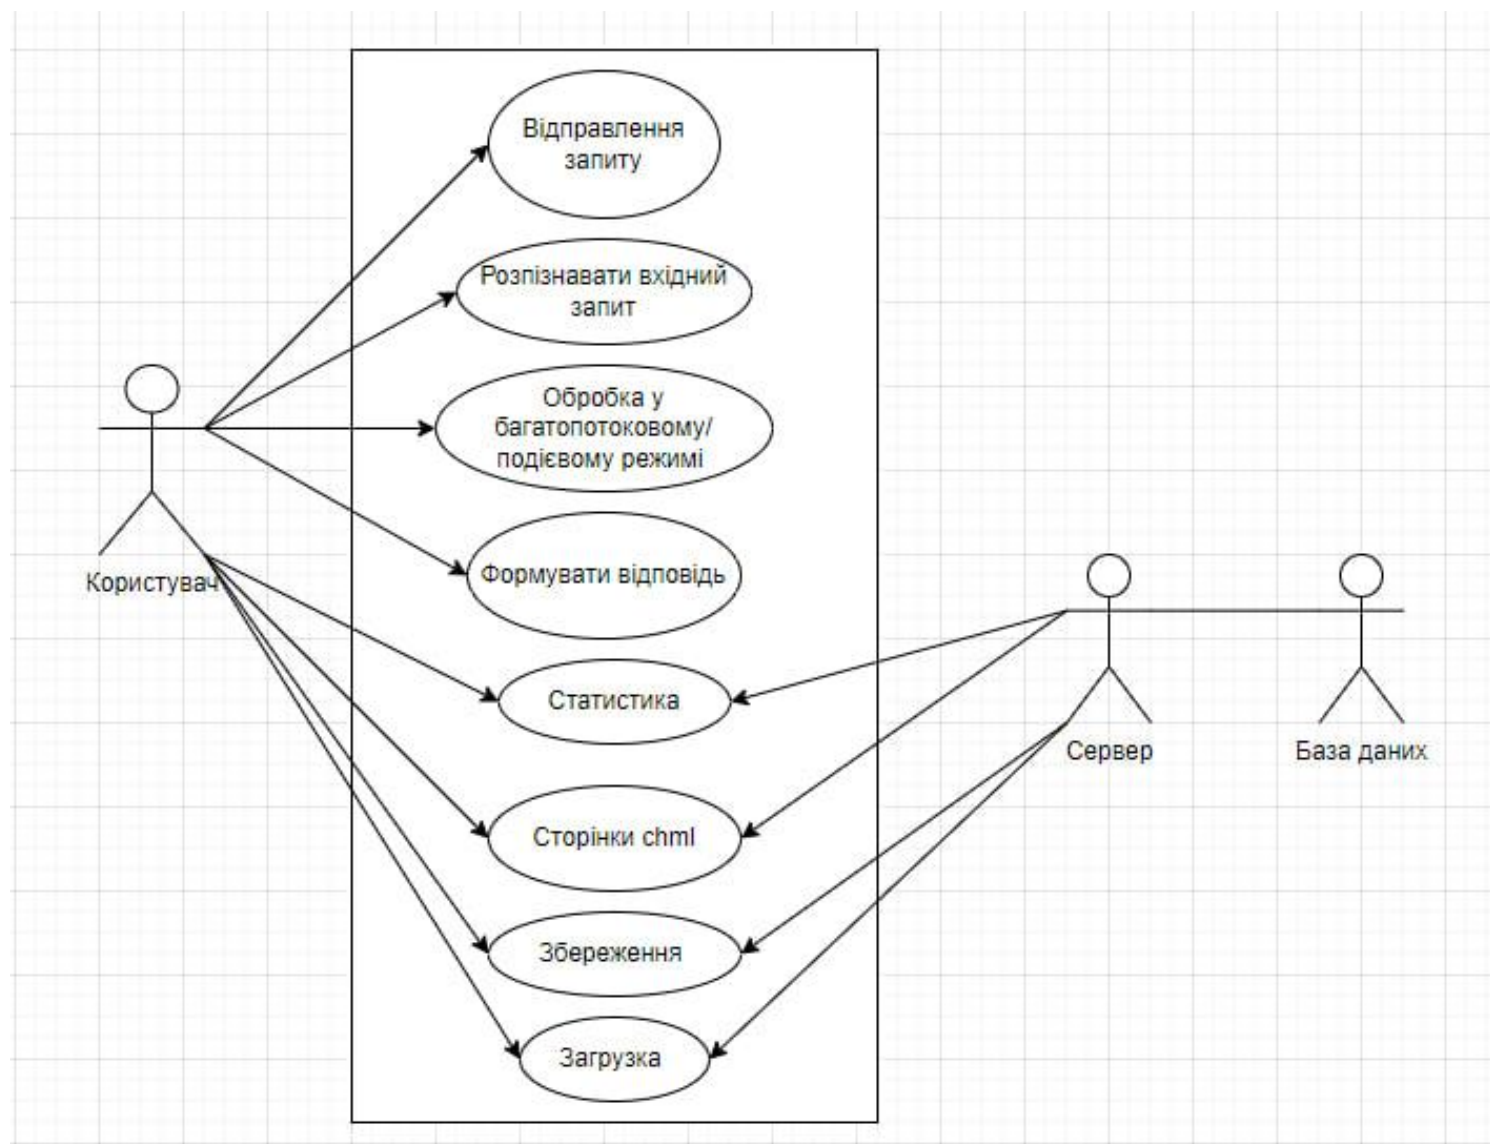 Відправлення
запиту
Розпізнавати вхідний
запит
Обробка у
багатопотоковому/
подієвому режимі
Формувати відповідь
Користувач
Статистика
Сервер
База даних
Сторінки chml
Збереження
Загрузка